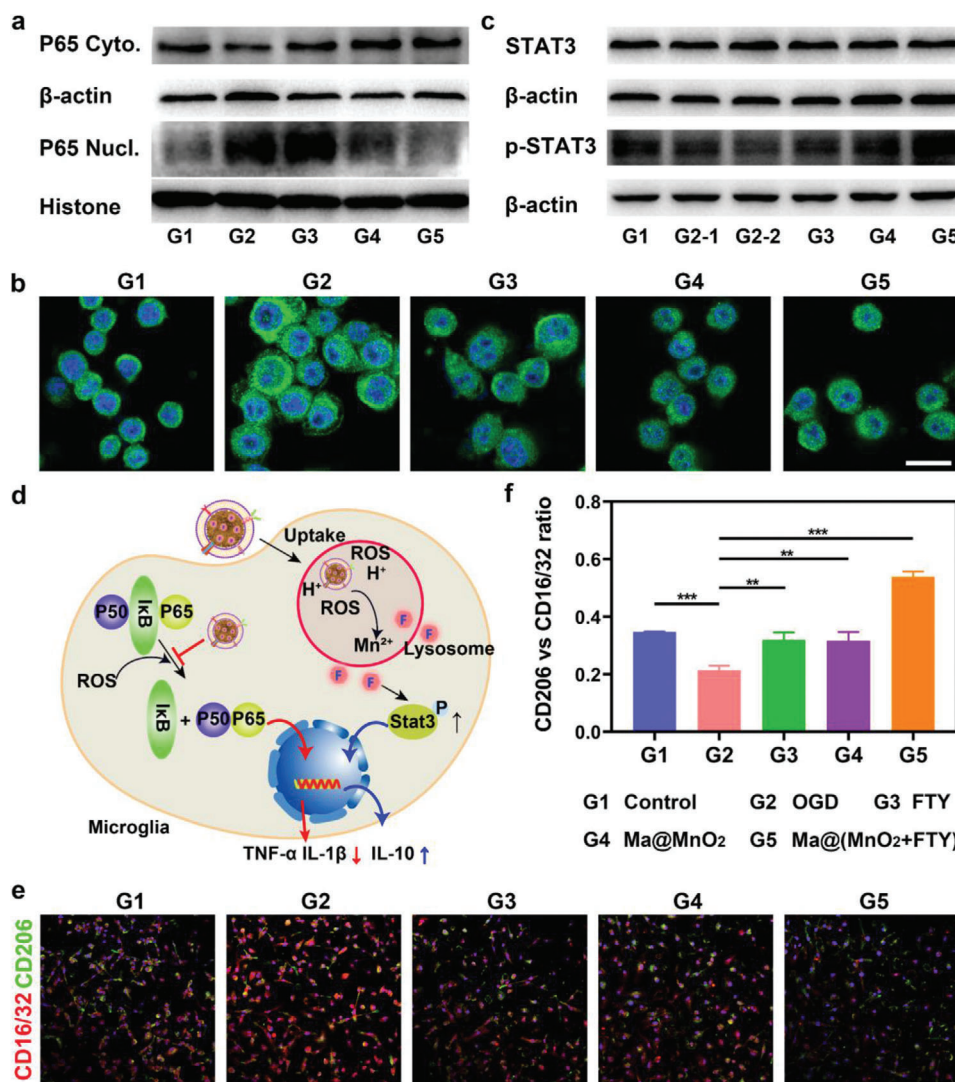 a
P65 Cyto.
β-actin
P65 Nucl.
Histone
G1 G2 G3 G4 G5
c
STAT3
β-actin
p-STAT3
β-actin
G1 G2-1 G2-2 G3 G4 G5
b
G1 G2 G3 G4 G5
d
Uptake
ROS
H⁺
H⁺
ROS
Mn²⁺
Lysosome
F
F
F
F
P50
IκB
P65
ROS
IκB
+
P50
P65
P
Stat3 ↑
Microglia
TNF-α IL-1β ↓ IL-10 ↑
f
CD206 vs CD16/32 ratio
0.8
0.6
0.4
0.2
0.0
***
**
**
***
G1 G2 G3 G4 G5
G1 Control G2 OGD G3 FTY
G4 Ma@MnO₂ G5 Ma@(MnO₂+FTY)
e
G1 G2 G3 G4 G5
CD16/32 CD206